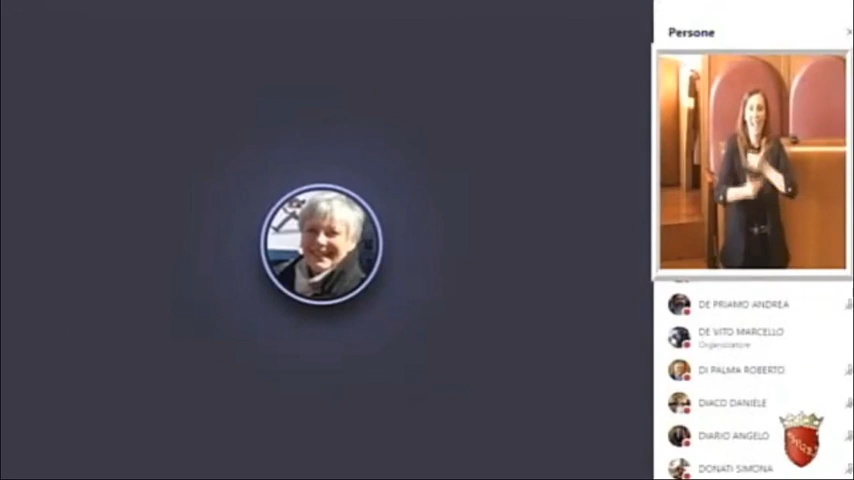 Persone
DE PRIAMO ANDREA
DE VITO MARCELLO
Organizzatore
DI PALMA ROBERTO
DIACO DANIELE
DIARIO ANGELO
DONATI SIMONA